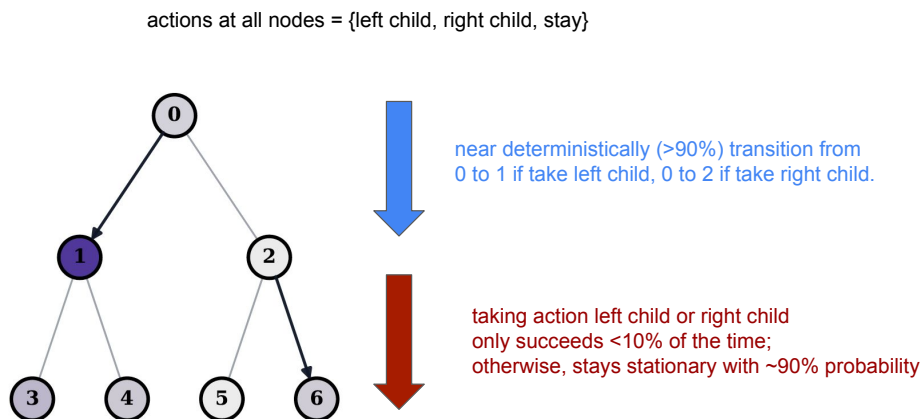 actions at all nodes = {left child, right child, stay}
0
near deterministically (>90%) transition from
0 to 1 if take left child, 0 to 2 if take right child.
1
2
taking action left child or right child
only succeeds <10% of the time;
otherwise, stays stationary with ~90% probability
3
4
5
6